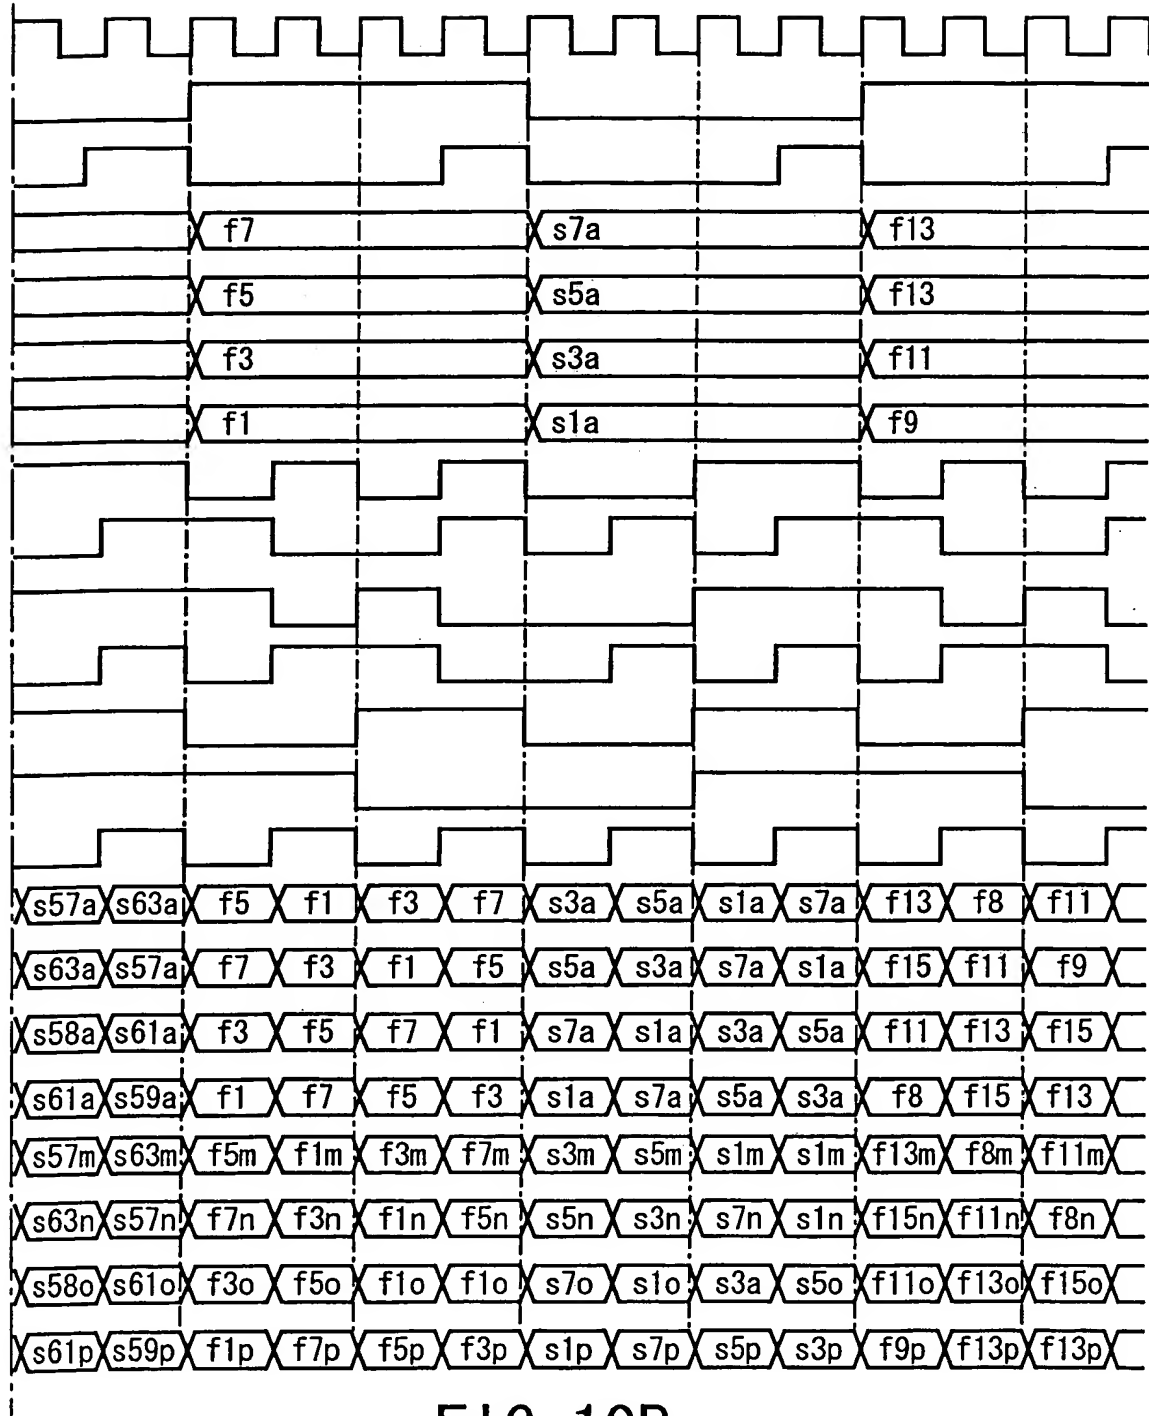 f7 s7a f13
f5 s5a f13
f3 s3a f11
f1 s1a f9
s57a s63a f5 f1 f3 f7 s3a s5a s1a s7a f13 f8 f11
s63a s57a f7 f3 f1 f5 s5a s3a s7a s1a f15 f11 f9
s58a s61a f3 f5 f7 f1 s7a s1a s3a s5a f11 f13 f15
s61a s59a f1 f7 f5 f3 s1a s7a s5a s3a f8 f15 f13
s57m s63m f5m f1m f3m f7m s3m s5m s1m s1m f13m f8m f11m
s63n s57n f7n f3n f1n f5n s5n s3n s7n s1n f15n f11n f8n
s58o s61o f3o f5o f1o f1o s7o s1o s3a s5o f11o f13o f15o
s61p s59p f1p f7p f5p f3p s1p s7p s5p s3p f9p f13p f13p